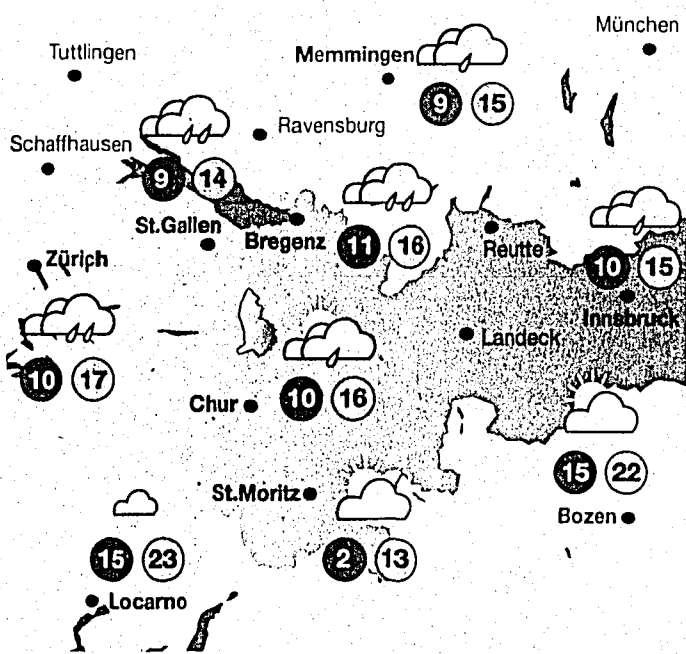 München
Tuttlingen
Memmingen
9 15
Ravensburg
Schaffhausen
9 14
St.Gallen
Bregenz
11 16
Reutte
Zürich
10 15
Innsbruck
Landeck
10 17
Chur
10 16
15 22
St.Moritz
Bozen
2 13
15 23
Locarno